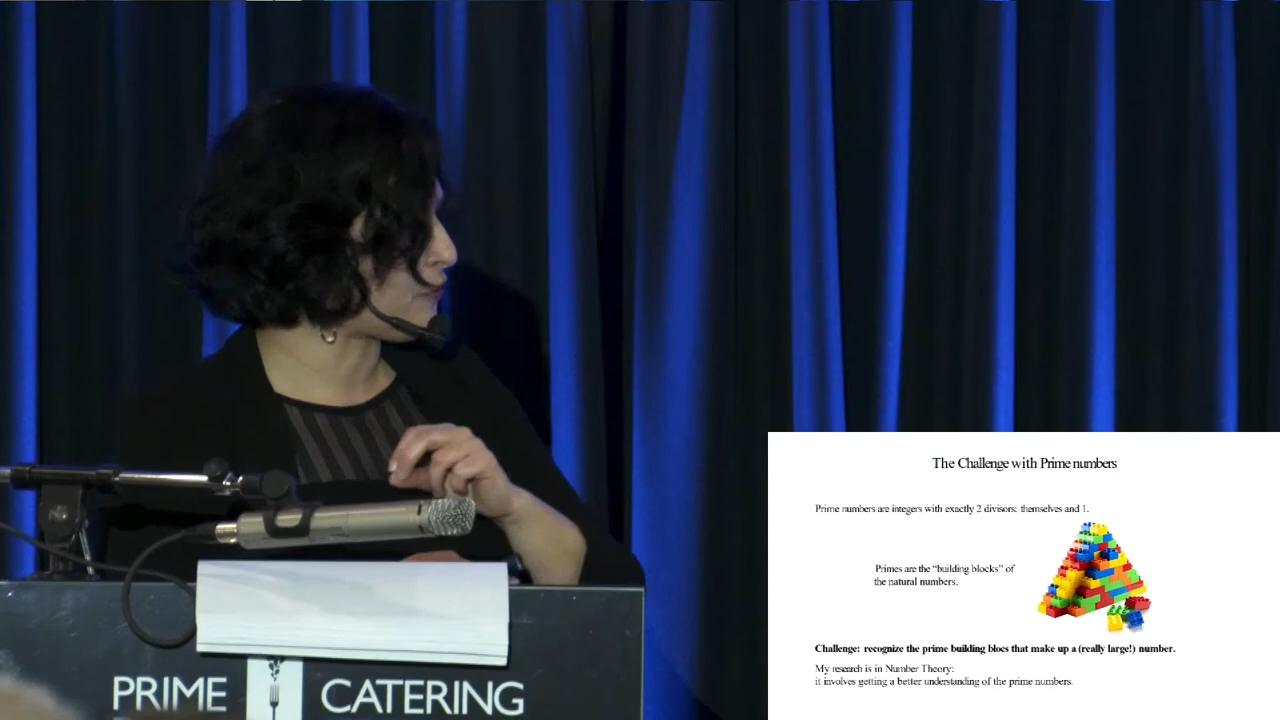 PRIME CATERING
The Challenge with Prime numbers
Prime numbers are integers with exactly 2 divisors: themselves and 1.
Primes are the “building blocks” of
the natural numbers.
Challenge: recognize the prime building blocs that make up a (really large!) number.
My research is in Number Theory:
it involves getting a better understanding of the prime numbers.